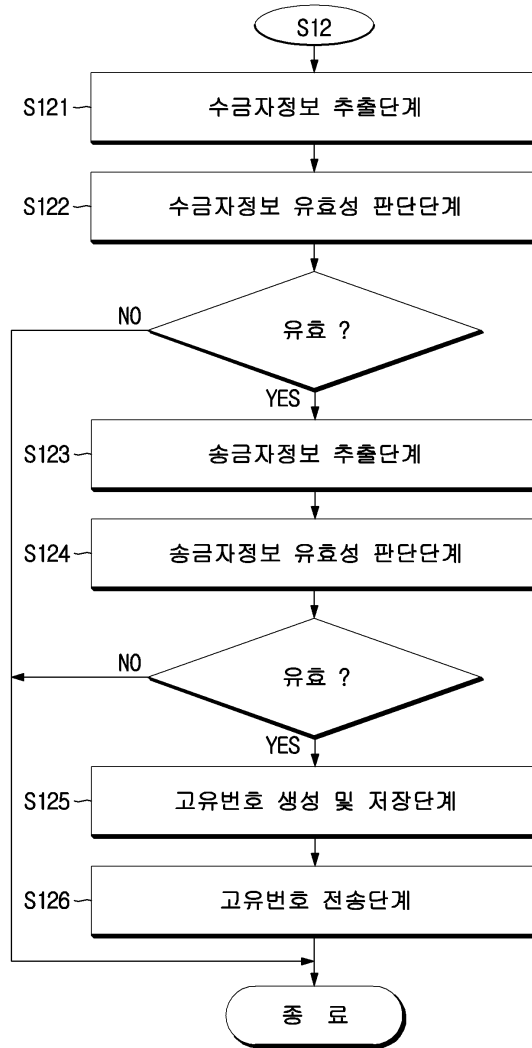 S12
S121 수금자정보 추출단계
S122 수금자정보 유효성 판단단계
유효 ?
NO
YES
S123 송금자정보 추출단계
S124 송금자정보 유효성 판단단계
유효 ?
NO
YES
S125 고유번호 생성 및 저장단계
S126 고유번호 전송단계
종 료